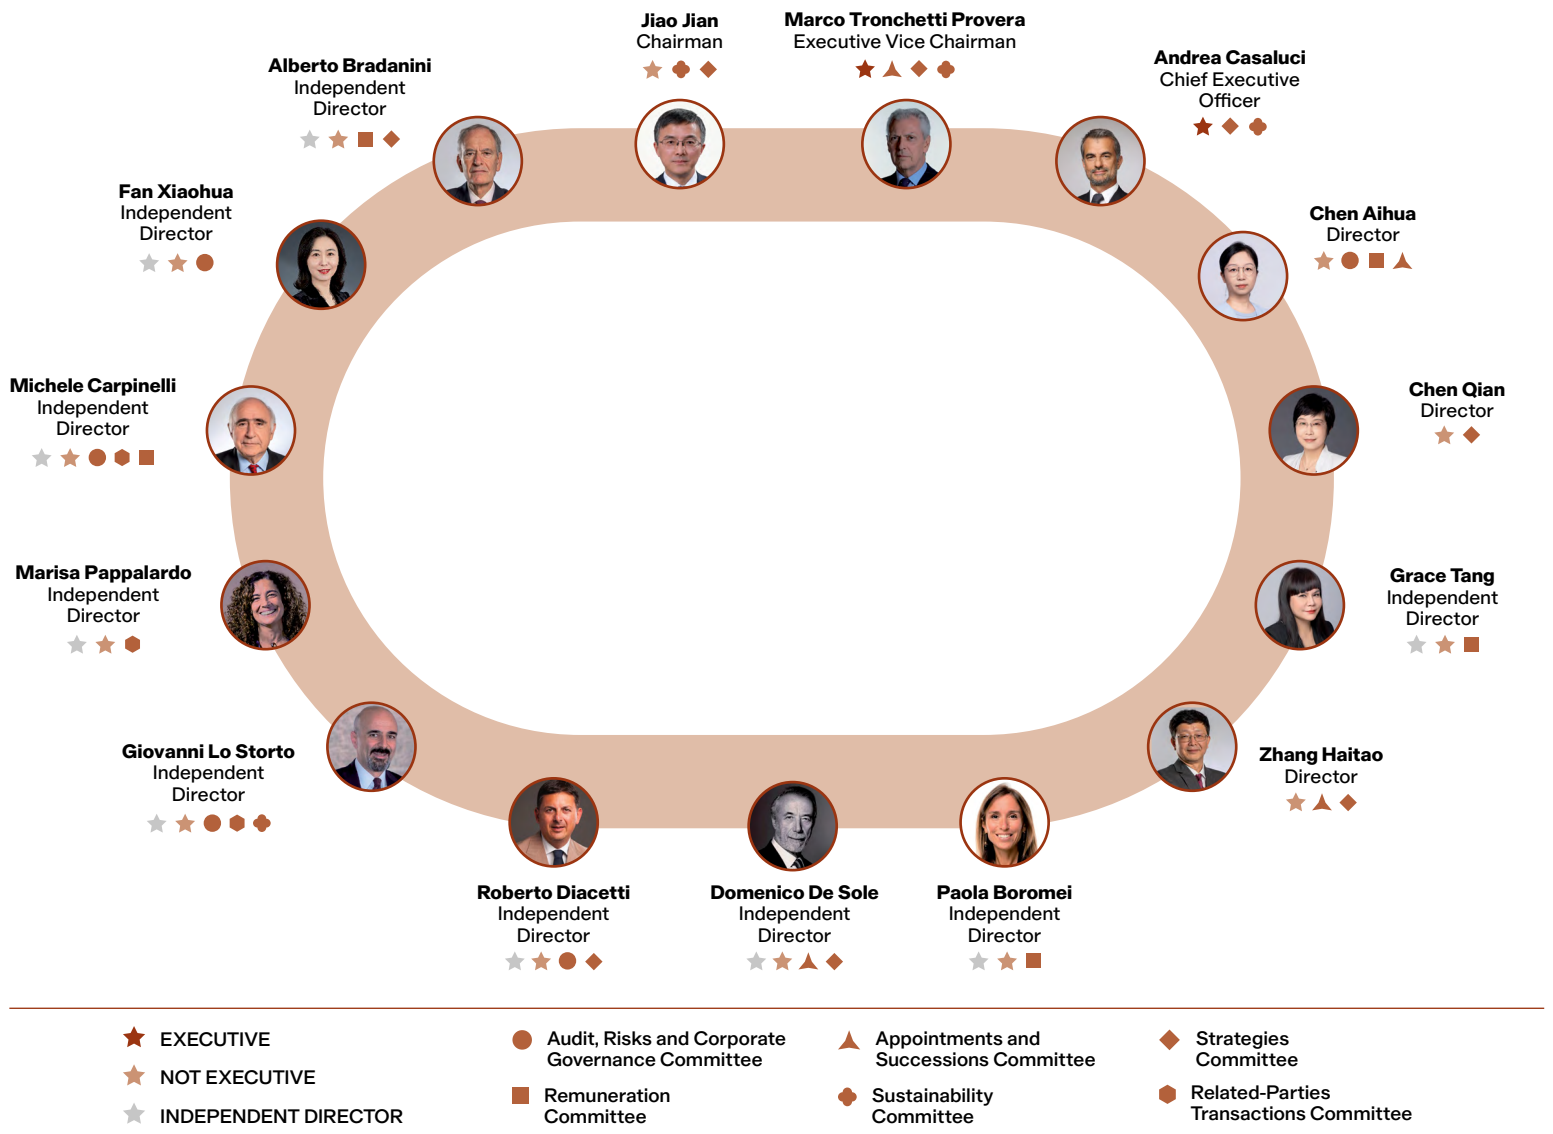 Jiao Jian
Chairman
Marco Tronchetti Provera
Executive Vice Chairman
Andrea Casaluci
Chief Executive
Officer
Chen Aihua
Director
Chen Qian
Director
Grace Tang
Independent
Director
Zhang Haitao
Director
Paola Boromei
Independent
Director
Domenico De Sole
Independent
Director
Roberto Diacetti
Independent
Director
Giovanni Lo Storto
Independent
Director
Marisa Pappalardo
Independent
Director
Michele Carpinelli
Independent
Director
Fan Xiaohua
Independent
Director
Alberto Bradanini
Independent
Director
EXECUTIVE
NOT EXECUTIVE
INDEPENDENT DIRECTOR
Audit, Risks and Corporate
Governance Committee
Remuneration
Committee
Appointments and
Successions Committee
Sustainability
Committee
Strategies
Committee
Related-Parties
Transactions Committee